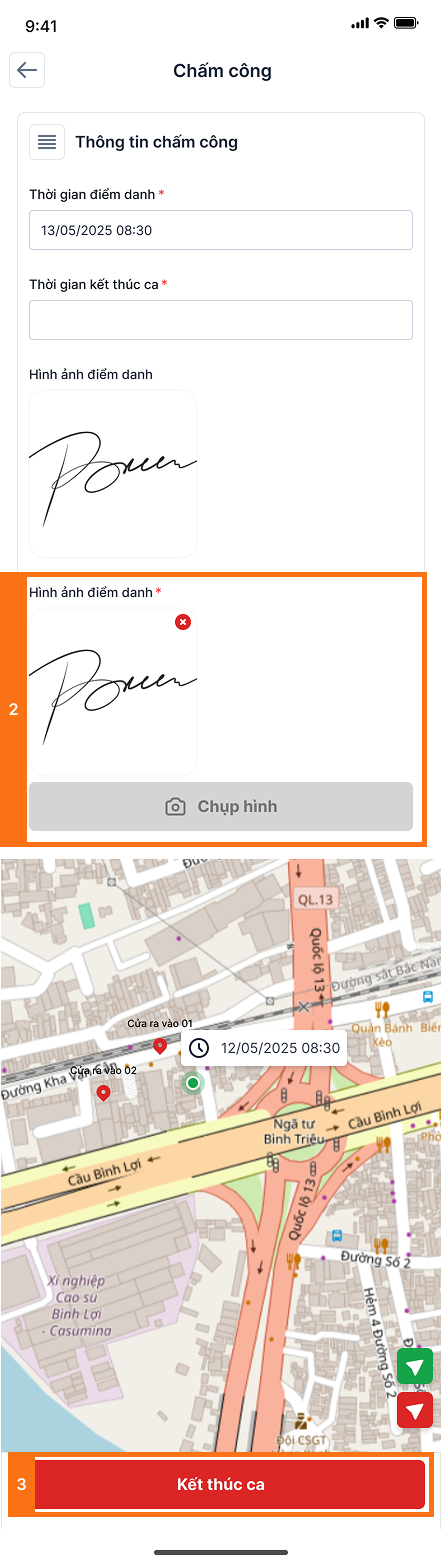 9:41
Chấm công
Thông tin chấm công
Thời gian điểm danh *
13/05/2025 08:30
Thời gian kết thúc ca *
Hình ảnh điểm danh
Hình ảnh điểm danh *
2
Chụp hình
QL.13
Quốc lộ 13
Đường sắt Bắc Nam
Quán Bánh
Xèo
Cửa ra vào 01
12/05/2025 08:30
Cửa ra vào 02
Đường Kha Vạn Cân
Ngã tư
Bình Triệu
Cầu Bình Lợi
Cầu Bình Lợi
Quốc lộ 13
Đường Số 2
Xí nghiệp
Cao su
Bình Lợi
- Casumina
Hẻm 4 Đường Số 2
Đội CSGT
3
Kết thúc ca